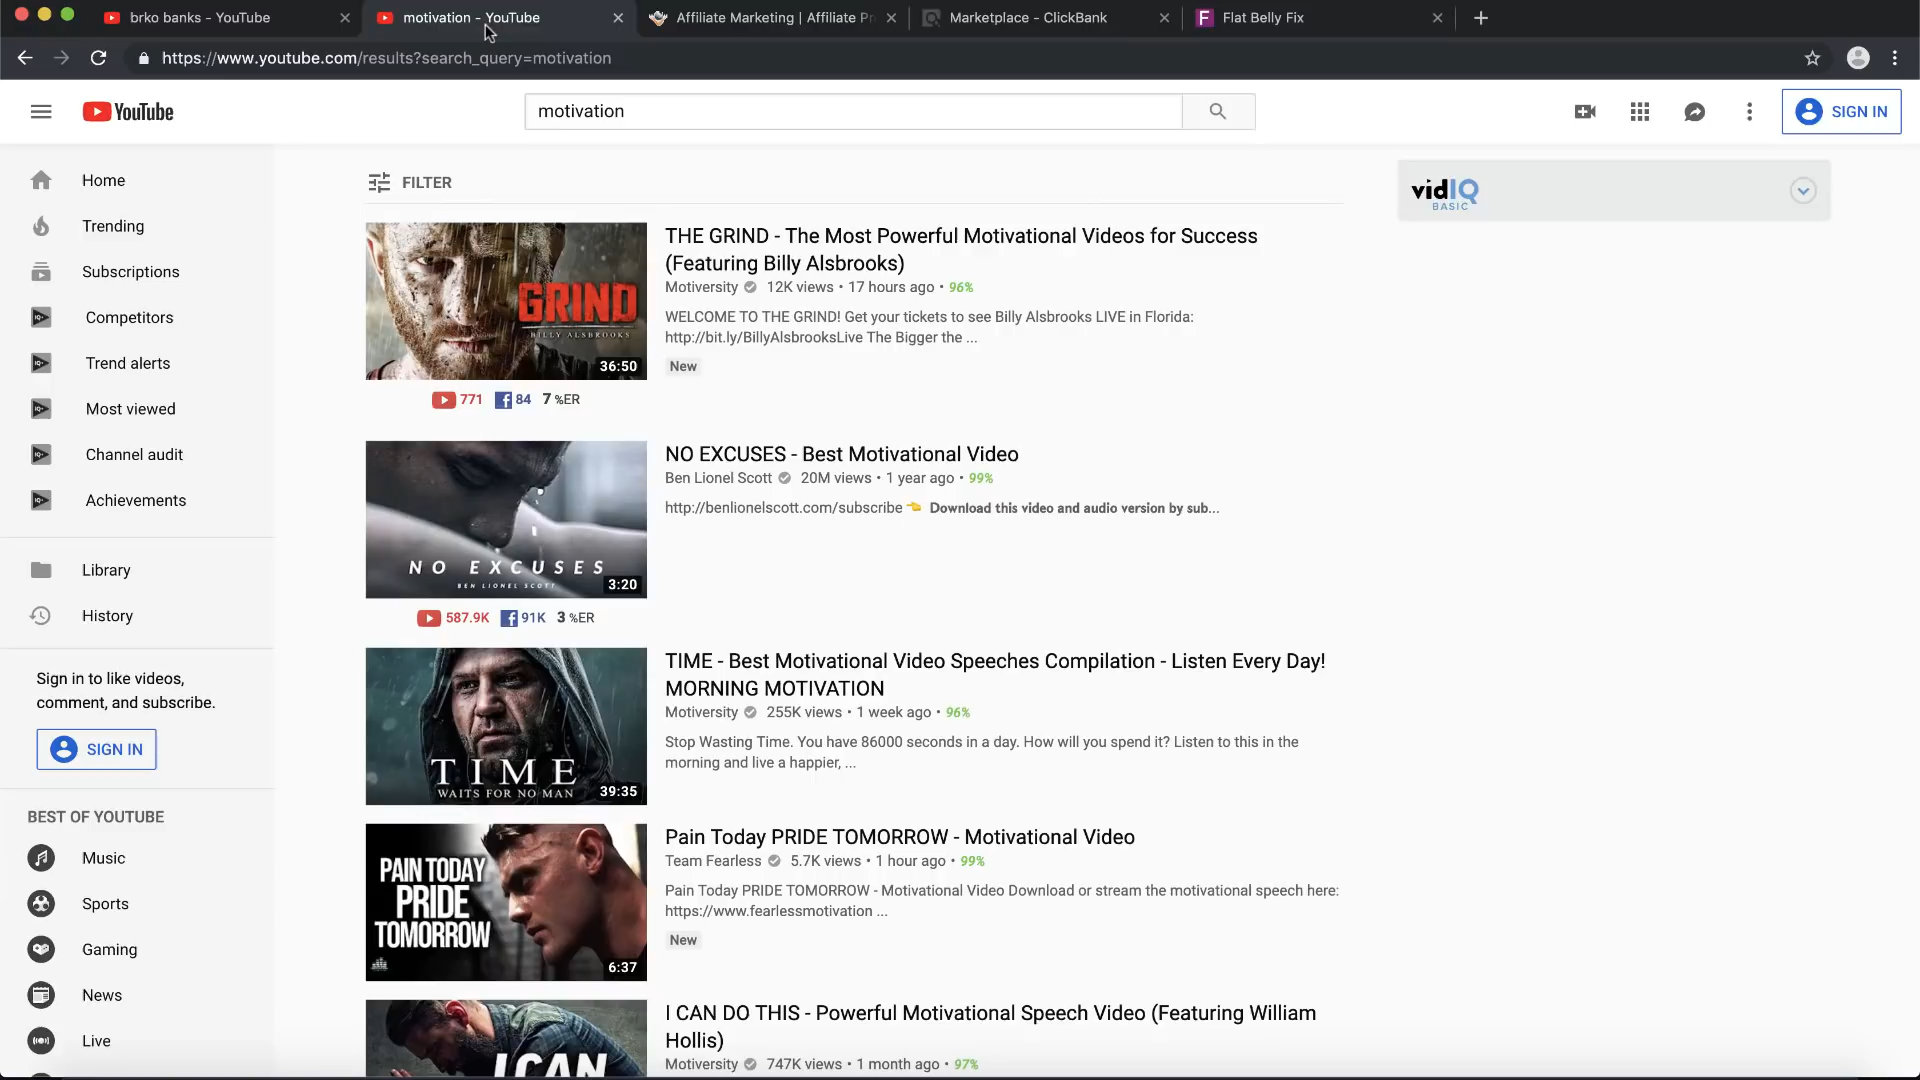 brko banks - YouTube
motivation - YouTube
Affiliate Marketing | Affiliate Pr
Marketplace - ClickBank
Flat Belly Fix
https://www.youtube.com/results?search_query=motivation
YouTube
motivation
SIGN IN
Home
Trending
Subscriptions
Competitors
Trend alerts
Most viewed
Channel audit
Achievements
Library
History
Sign in to like videos,
comment, and subscribe.
SIGN IN
BEST OF YOUTUBE
Music
Sports
Gaming
News
Live
FILTER
GRIND
BILLY ALSBROOKS
36:50
771 84 7 %ER
THE GRIND - The Most Powerful Motivational Videos for Success
(Featuring Billy Alsbrooks)
Motiversity 12K views • 17 hours ago • 96%
WELCOME TO THE GRIND! Get your tickets to see Billy Alsbrooks LIVE in Florida:
http://bit.ly/BillyAlsbrooksLive The Bigger the ...
New
NO EXCUSES
BEN LIONEL SCOTT
3:20
587.9K 91K 3 %ER
NO EXCUSES - Best Motivational Video
Ben Lionel Scott 20M views • 1 year ago • 99%
http://benlionelscott.com/subscribe 👈 Download this video and audio version by sub...
TIME
WAITS FOR NO MAN
39:35
TIME - Best Motivational Video Speeches Compilation - Listen Every Day!
MORNING MOTIVATION
Motiversity 255K views • 1 week ago • 96%
Stop Wasting Time. You have 86000 seconds in a day. How will you spend it? Listen to this in the
morning and live a happier, ...
PAIN TODAY
PRIDE
TOMORROW
6:37
Pain Today PRIDE TOMORROW - Motivational Video
Team Fearless 5.7K views • 1 hour ago • 99%
Pain Today PRIDE TOMORROW - Motivational Video Download or stream the motivational speech here:
https://www.fearlessmotivation ...
New
I CAN
I CAN DO THIS - Powerful Motivational Speech Video (Featuring William
Hollis)
Motiversity 747K views • 1 month ago • 97%
vidIQ
BASIC